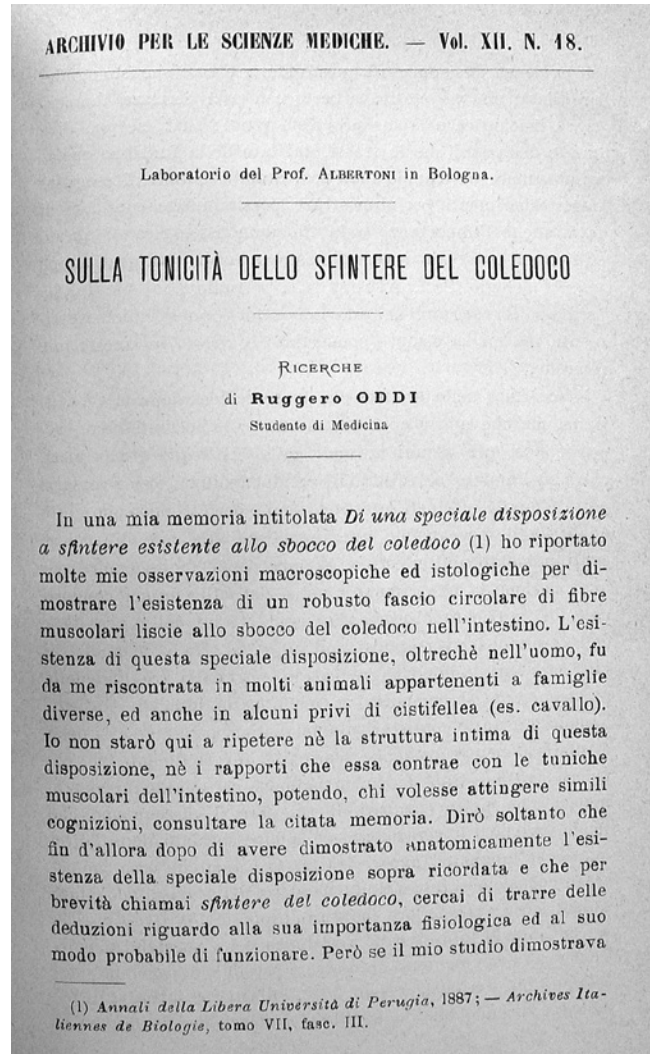 ARCHIVIO PER LE SCIENZE MEDICHE. — Vol. XII. N. 18.
Laboratorio del Prof. ALBERTONI in Bologna.
SULLA TONICITÀ DELLO SFINTERE DEL COLEDOCO
RICERCHE
di Ruggero ODDI
Studente di Medicina
In una mia memoria intitolata Di una speciale disposizione
a sfintere esistente allo sbocco del coledoco (1) ho riportato
molte mie osservazioni macroscopiche ed istologiche per di-
mostrare l'esistenza di un robusto fascio circolare di fibre
muscolari liscie allo sbocco del coledoco nell'intestino. L'esi-
stenza di questa speciale disposizione, oltrechè nell'uomo, fu
da me riscontrata in molti animali appartenenti a famiglie
diverse, ed anche in alcuni privi di cistifellea (es. cavallo).
Io non starò qui a ripetere nè la struttura intima di questa
disposizione, nè i rapporti che essa contrae con le tuniche
muscolari dell'intestino, potendo, chi volesse attingere simili
cognizioni, consultare la citata memoria. Dirò soltanto che
fin d'allora dopo di avere dimostrato anatomicamente l'esi-
stenza della speciale disposizione sopra ricordata e che per
brevità chiamai sfintere del coledoco, cercai di trarre delle
deduzioni riguardo alla sua importanza fisiologica ed al suo
modo probabile di funzionare. Però se il mio studio dimostrava
(1) Annali della Libera Università di Perugia, 1887; — Archives Ita-
liennes de Biologie, tomo VII, fasc. III.